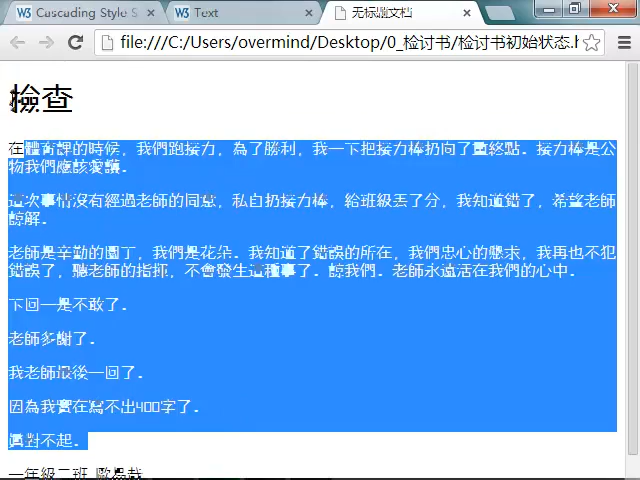 Cascading Style S
Text
无标题文档
file:///C:/Users/overmind/Desktop/0_检讨书/检讨书初始状态.h
檢查
在體育課的時候，我們跑接力，為了勝利，我一下把接力棒扔向了重終點．接力棒是公
物我們應該愛護．
這次事情沒有經過老師的同意，私自扔接力棒，給班級丟了分，我知道錯了，希望老師
諒解．
老師是辛勤的園丁，我們是花朵．我知道了錯誤的所在，我們忠心的懇求，我再也不犯
錯誤了，聽老師的指揮，不會發生這種事了．諒我們．老師永遠活在我們的心中．
下回一是不敢了．
老師多謝了．
我老師最後一回了．
因為我實在寫不出400字了．
真對不起．
一年級二班